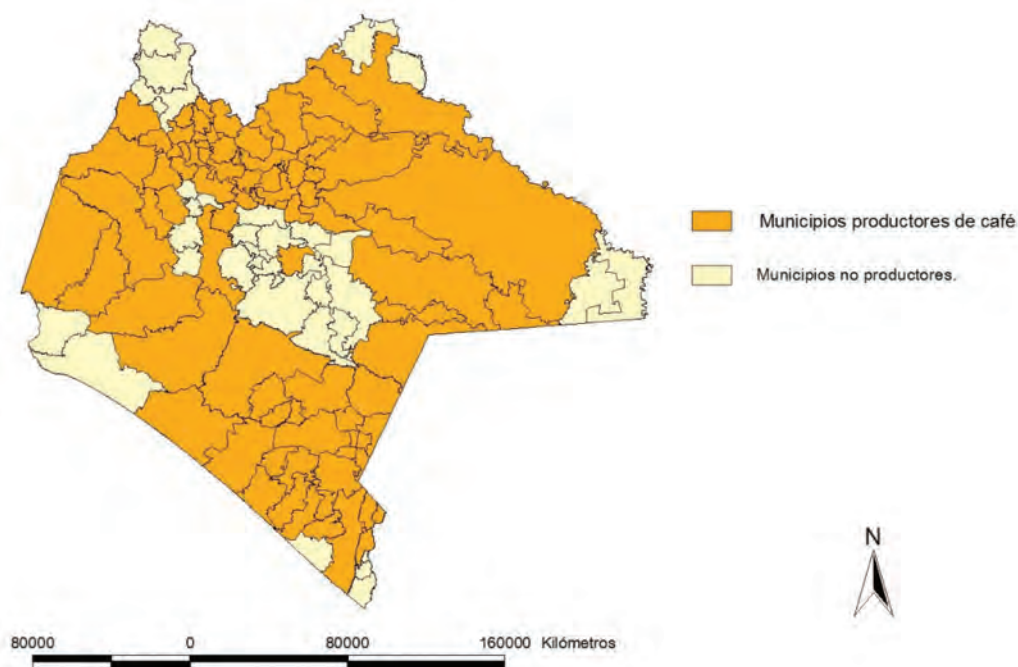 Municipios productores de café
Municipios no productores.
N
80000 0 80000 160000 Kilómetros